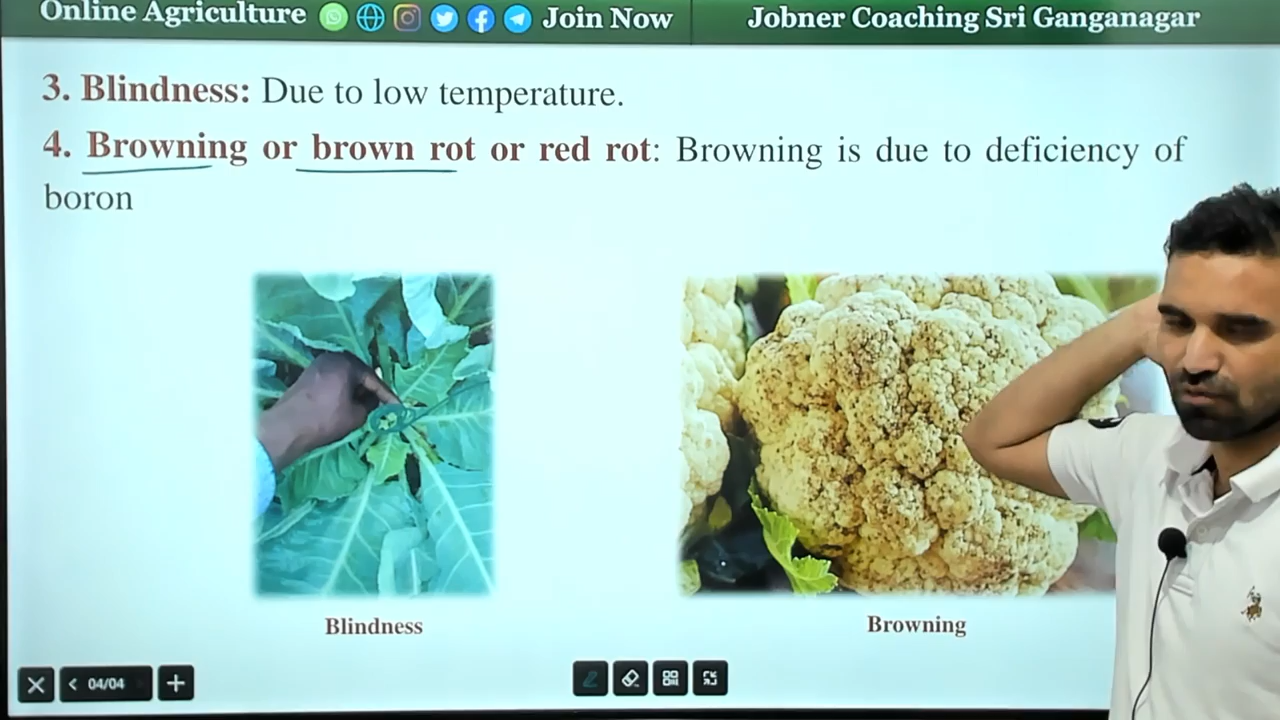 Online Agriculture Join Now Jobner Coaching Sri Ganganagar
3. Blindness: Due to low temperature.
4. Browning or brown rot or red rot: Browning is due to deficiency of
boron
Blindness Browning
04/04